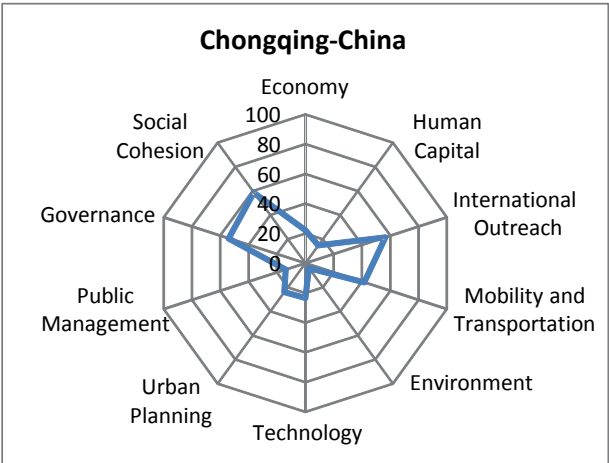 Chongqing-China
Economy
Human
Capital
International
Outreach
Mobility and
Transportation
Environment
Technology
Urban
Planning
Public
Management
Governance
Social
Cohesion
100
80
60
40
20
0